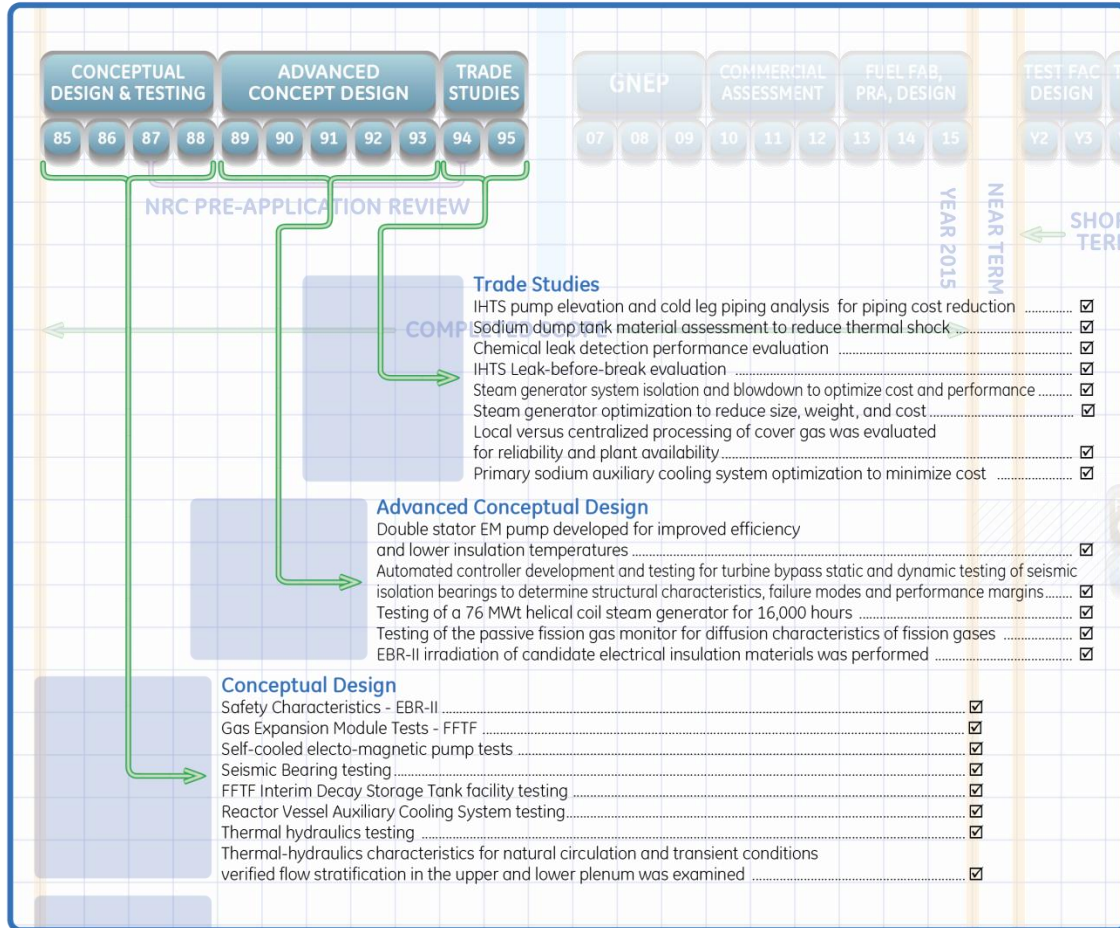 CONCEPTUAL
DESIGN & TESTING
ADVANCED
CONCEPT DESIGN
TRADE
STUDIES
GNEP
COMMERCIAL
ASSESSMENT
FUEL FAB,
PRA, DESIGN
TEST FAC
DESIGN
85 86 87 88 89 90 91 92 93 94 95 07 08 09 10 11 12 13 14 15 Y2 Y3
NRC PRE-APPLICATION REVIEW
YEAR 2015
NEAR TERM
COMPLETED SCOPE
Trade Studies
IHTS pump elevation and cold leg piping analysis for piping cost reduction ☑
Sodium dump tank material assessment to reduce thermal shock ☑
Chemical leak detection performance evaluation ☑
IHTS Leak-before-break evaluation ☑
Steam generator system isolation and blowdown to optimize cost and performance ☑
Steam generator optimization to reduce size, weight, and cost ☑
Local versus centralized processing of cover gas was evaluated
for reliability and plant availability ☑
Primary sodium auxiliary cooling system optimization to minimize cost ☑
Advanced Conceptual Design
Double stator EM pump developed for improved efficiency
and lower insulation temperatures ☑
Automated controller development and testing for turbine bypass static and dynamic testing of seismic
isolation bearings to determine structural characteristics, failure modes and performance margins ☑
Testing of a 76 MWt helical coil steam generator for 16,000 hours ☑
Testing of the passive fission gas monitor for diffusion characteristics of fission gases ☑
EBR-II irradiation of candidate electrical insulation materials was performed ☑
Conceptual Design
Safety Characteristics - EBR-II ☑
Gas Expansion Module Tests - FFTF ☑
Self-cooled electo-magnetic pump tests ☑
Seismic Bearing testing ☑
FFTF Interim Decay Storage Tank facility testing ☑
Reactor Vessel Auxiliary Cooling System testing ☑
Thermal hydraulics testing ☑
Thermal-hydraulics characteristics for natural circulation and transient conditions
verified flow stratification in the upper and lower plenum was examined ☑